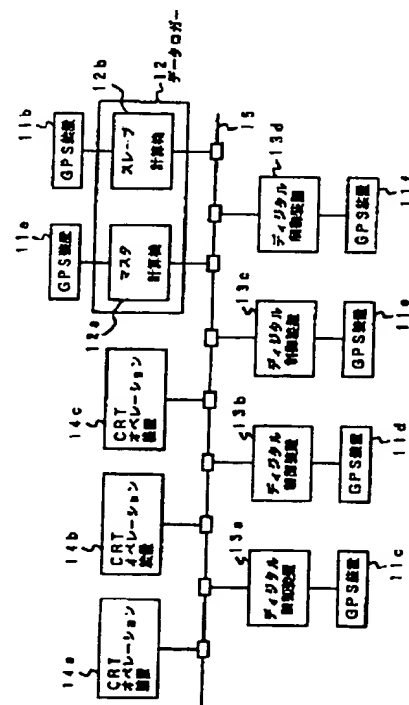 14a
CRT
オペレーション
装置
14b
CRT
オペレーション
装置
14c
CRT
オペレーション
装置
11a
GPS装置
11b
GPS装置
12a
マスタ
計算機
12b
スレーブ
計算機
12
データロガー
15
13a
ディジタル
制御装置
13b
ディジタル
制御装置
13c
ディジタル
制御装置
13d
ディジタル
制御装置
GPS装置
11c
GPS装置
11d
GPS装置
11e
GPS装置
11f